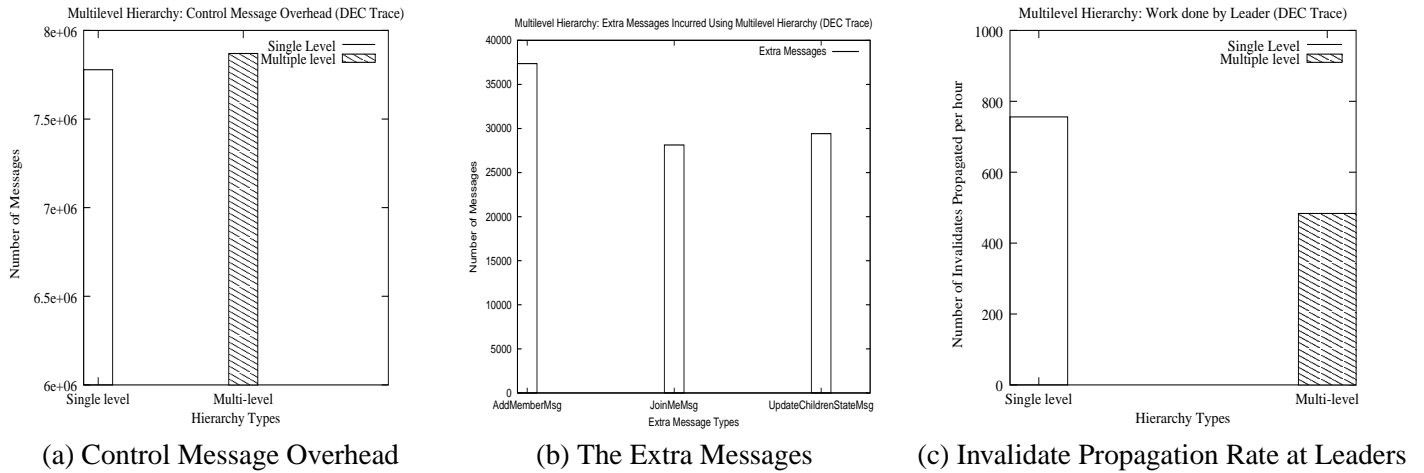 Multilevel Hierarchy: Control Message Overhead (DEC Trace)
8e+06
7.5e+06
7e+06
6.5e+06
6e+06
Number of Messages
Single Level
Multiple level
Single level
Multi-level
Hierarchy Types
(a) Control Message Overhead
Multilevel Hierarchy: Extra Messages Incurred Using Multilevel Hierarchy (DEC Trace)
40000
35000
30000
25000
20000
15000
10000
5000
0
Number of Messages
Extra Messages
AddMemberMsg
JoinMeMsg
UpdateChildrenStateMsg
Extra Message Types
(b) The Extra Messages
Multilevel Hierarchy: Work done by Leader (DEC Trace)
1000
800
600
400
200
0
Number of Invalidates Propagated per hour
Single Level
Multiple level
Single level
Multi-level
Hierarchy Types
(c) Invalidate Propagation Rate at Leaders